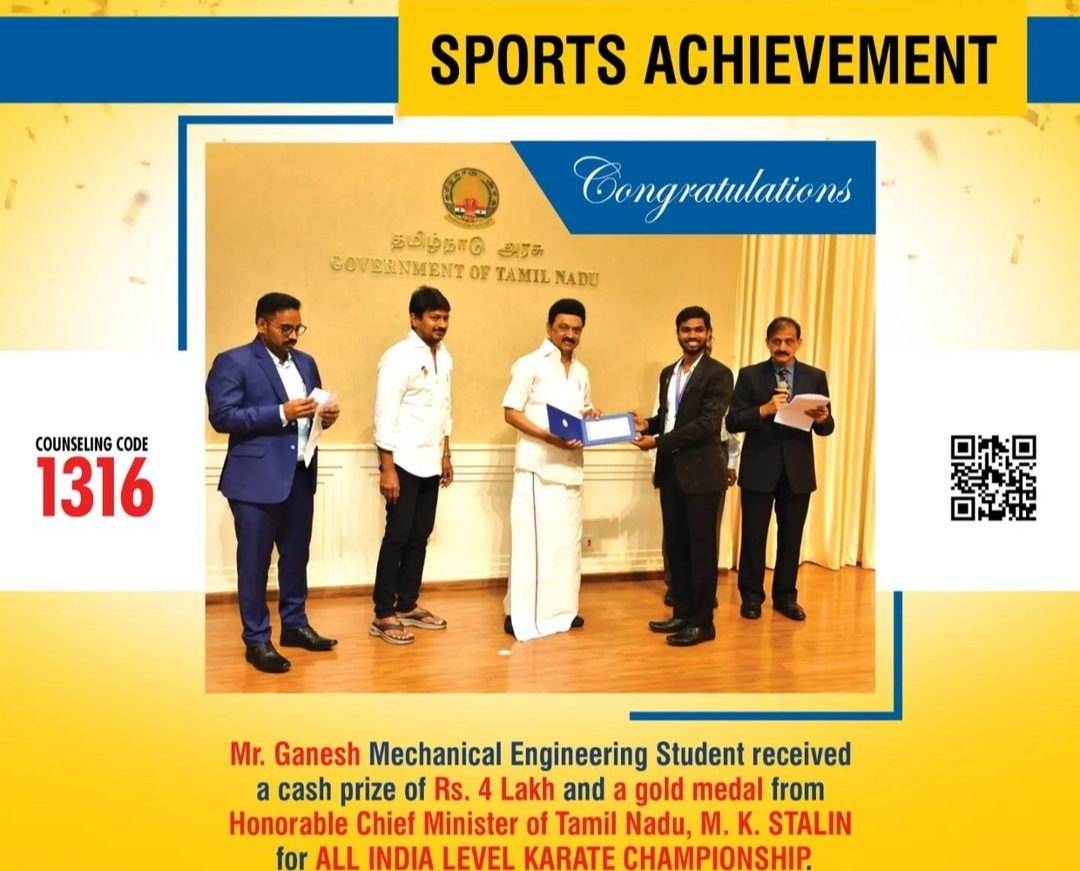 SPORTS ACHIEVEMENT
Congratulations
தமிழ்நாடு அரசு
GOVERNMENT OF TAMIL NADU
COUNSELING CODE
1316
Mr. Ganesh Mechanical Engineering Student received
a cash prize of Rs. 4 Lakh and a gold medal from
Honorable Chief Minister of Tamil Nadu, M. K. STALIN
for ALL INDIA LEVEL KARATE CHAMPIONSHIP.